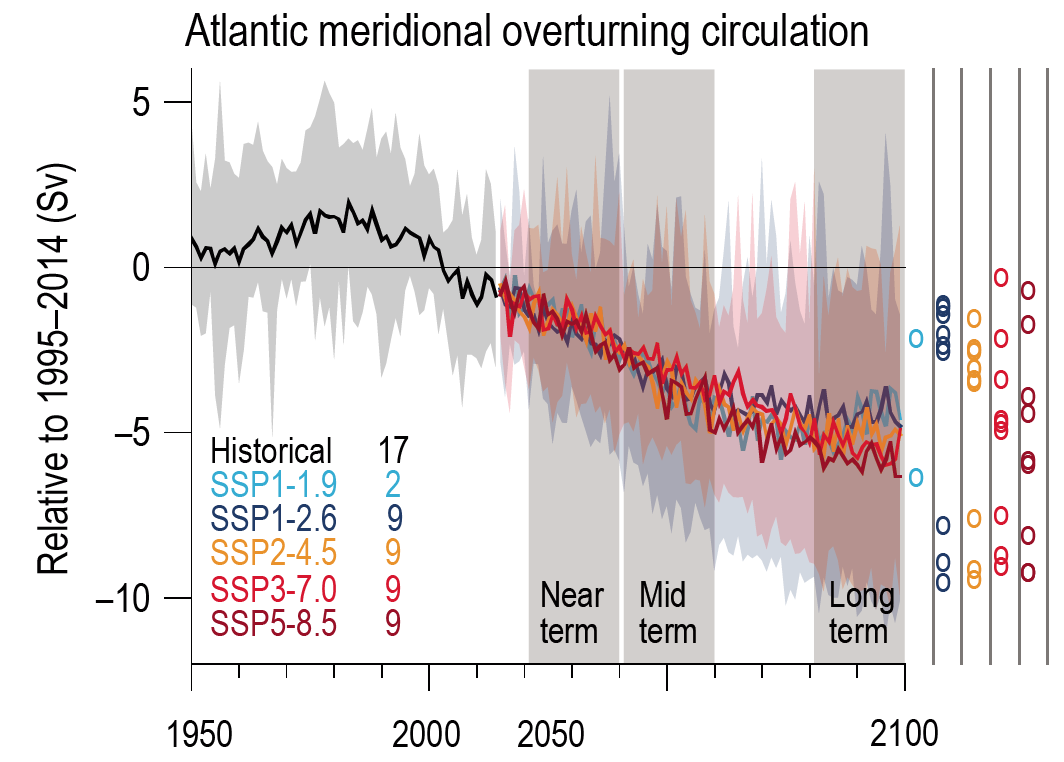 Atlantic meridional overturning circulation
Relative to 1995–2014 (Sv)
5
0
–5
–10
Historical 17
SSP1-1.9 2
SSP1-2.6 9
SSP2-4.5 9
SSP3-7.0 9
SSP5-8.5 9
Near
term
Mid
term
Long
term
1950 2000 2050 2100